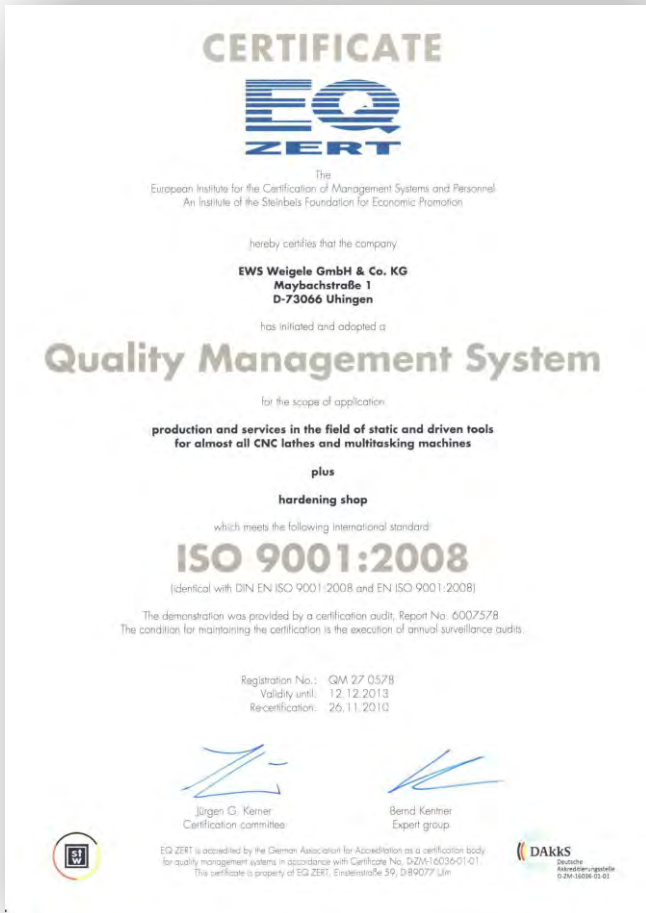 CERTIFICATE
EQ
ZERT
The
European Institute for the Certification of Management Systems and Personnel
An Institute of the Steinbeis Foundation for Economic Promotion
hereby certifies that the company
EWS Weigele GmbH & Co. KG
Maybachstraße 1
D-73066 Uhingen
has initiated and adopted a
Quality Management System
for the scope of application
production and services in the field of static and driven tools
for almost all CNC lathes and multitasking machines
plus
hardening shop
which meets the following international standard:
ISO 9001:2008
(identical with DIN EN ISO 9001:2008 and EN ISO 9001:2008)
The demonstration was provided by a certification audit, Report No. 6007578
The condition for maintaining the certification is the execution of annual surveillance audits.
Registration No.: QM 27 0578
Validity until: 12.12.2013
Re-certification: 26.11.2010
Jürgen G. Kerner
Certification committee
Bernd Kentner
Expert group
stw
EQ ZERT is accredited by the German Association for Accreditation as a certification body
for quality management systems in accordance with Certificate No. D-ZM-16036-01-01.
This certificate is property of EQ ZERT, Einsteinstraße 59, D-89077 Ulm
DAkkS
Deutsche
Akkreditierungsstelle
D-ZM-16036-01-01